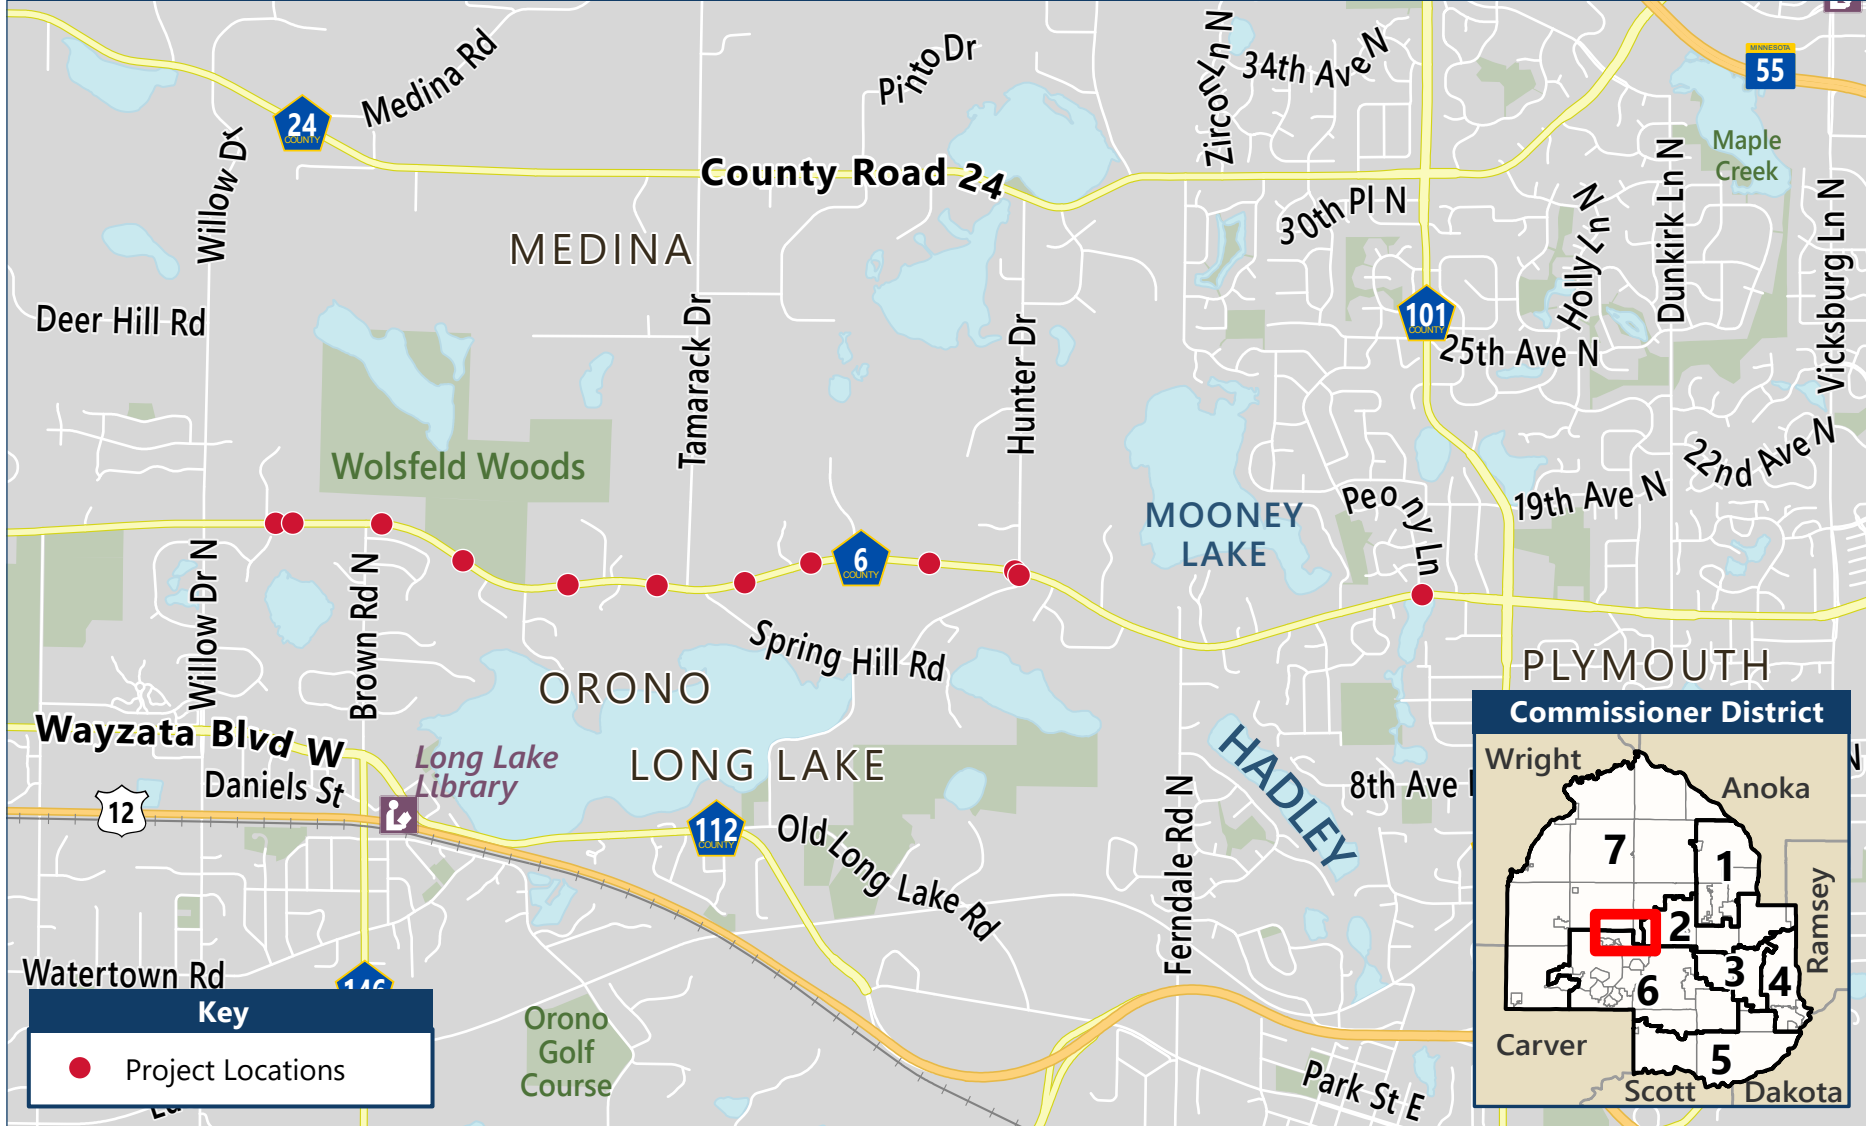 Medina Rd
Pinto Dr
Zircon Ln N
34th Ave N
MINNESOTA
55
24
COUNTY
Willow Dr
County Road 24
Maple
Creek
30th Pl N
Holly Ln N
Dunkirk Ln N
Vicksburg Ln N
MEDINA
Deer Hill Rd
Tamarack Dr
Hunter Dr
101
COUNTY
25th Ave N
22nd Ave N
Wolsfeld Woods
19th Ave N
Peony Ln
MOONEY
LAKE
6
COUNTY
Willow Dr N
Brown Rd N
Spring Hill Rd
ORONO
PLYMOUTH
Wayzata Blvd W
Long Lake
Library
LONG LAKE
HADLEY
8th Ave
N
Daniels St
12
112
COUNTY
Old Long Lake Rd
Ferndale Rd N
Watertown Rd
146
Orono
Golf
Course
Park St E
Key
Project Locations
Commissioner District
Wright
Anoka
Ramsey
Carver
Scott
Dakota
7
1
2
3
4
6
5